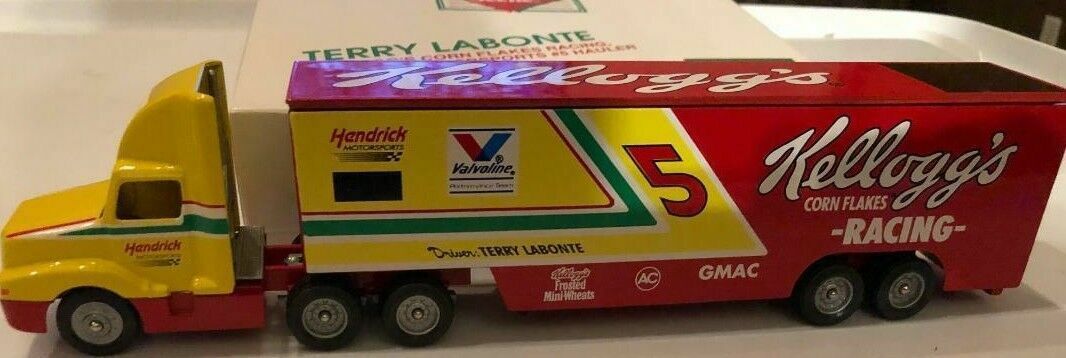 TERRY LABONTE
CORN FLAKES RACING.
#5 HAULER
Kellogg's
Hendrick
MOTORSPORTS
Valvoline
Performance Team
5
Kellogg's
CORN FLAKES
-RACING-
Hendrick
MOTORSPORTS
Driver: TERRY LABONTE
Kellogg's
Frosted
Mini-Wheats
AC
GMAC